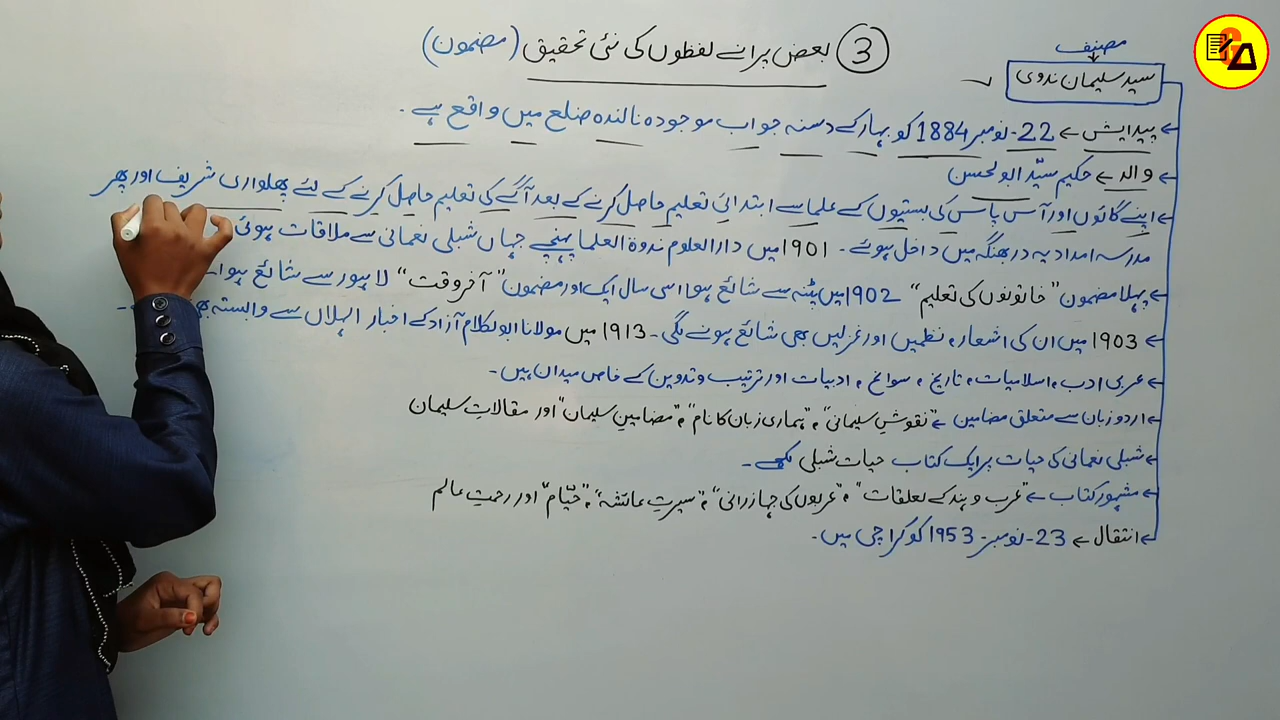 3 بعض پرانے لفظوں کی نئی تحقیق (مضمون)
مصنف
سید سلیمان ندوی
پیدایش ← 22-نومبر 1884 کو بہار کے دسنہ جو اب موجودہ نالندہ ضلع میں واقع ہے۔
والد ← حکیم سیّد ابولحسن
اپنے گائوں اور آس پاس کی بستیوں کے علما سے ابتدائی تعلیم حاصل کرنے کے بعد آگے کی تعلیم حاصل کرنے کے لئے پھلواری شریف اور پھر
مدرسہ امدادیہ دربھنگہ میں داخل ہوئے۔ 1901 میں دارالعلوم ندوۃ العلما پہنچے جہاں شبلی نعمانی سے ملاقات ہوئی
پہلا مضمون "خاتونوں کی تعلیم" 1902 میں پٹنہ سے شائع ہوا اسی سال ایک اور مضمون "آخر وقت" لاہور سے شائع ہوا
1903 میں ان کی اشعار، نظمیں اور غزلیں بھی شائع ہونے لگی۔ 1913 میں مولانا ابولکلام آزاد کے اخبار الہلال سے وابستہ
عربی ادب، اسلامیات، تاریخ، سوانح، ادبیات اور ترتیب و تدوین کے خاص میدان ہیں۔
اردو زبان سے متعلق مضامین ← "نقوشِ سلیمانی"، "ہماری زبان کا نام"، "مضامینِ سلیمان" اور مقالاتِ سلیمان
شبلی نعمانی کی حیات پر ایک کتاب حیات شبلی لکھے۔
مشہور کتاب ← "عرب و ہند کے تعلقات"، "عربوں کی جہازرانی"، "سیرتِ عائشہ"، "خیّام" اور رحمتِ عالم
انتقال ← 23-نومبر-1953 کو کراچی میں۔